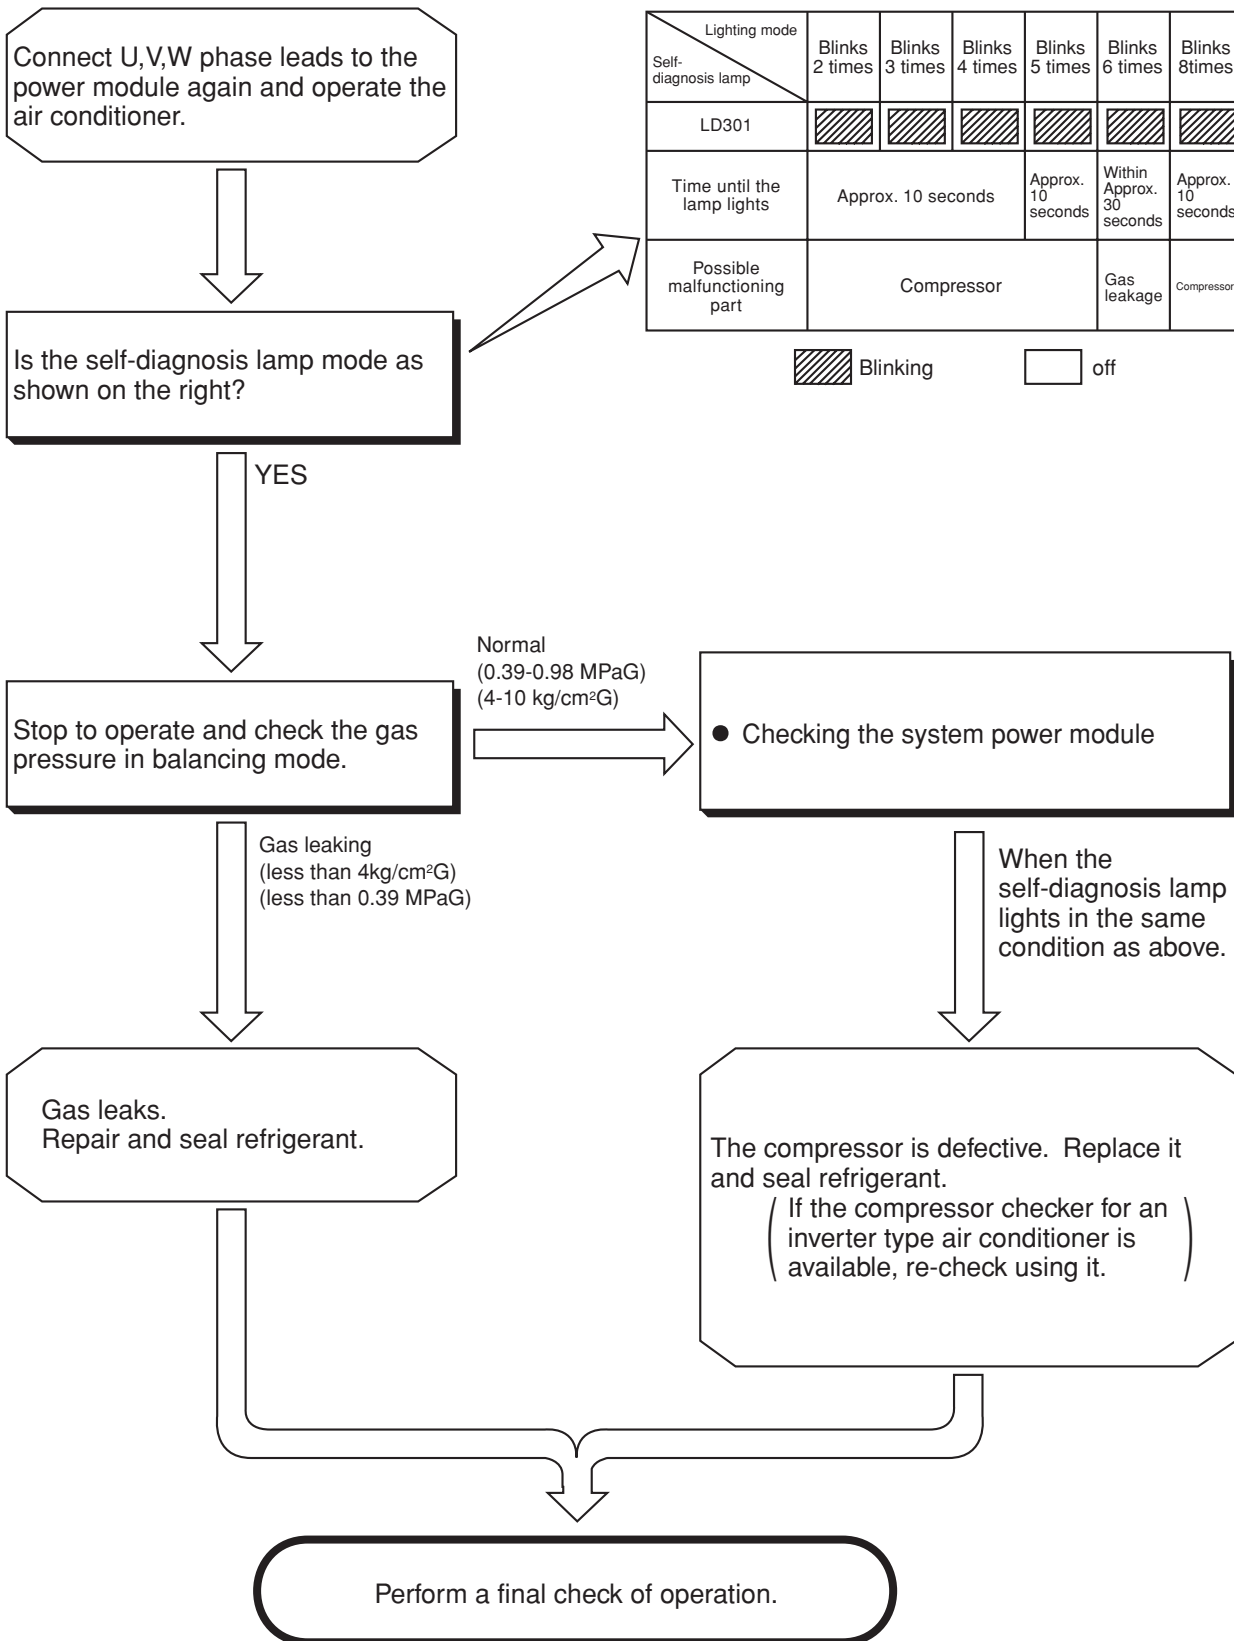 Connect U,V,W phase leads to the
power module again and operate the
air conditioner.
Lighting mode
Self-
diagnosis lamp
Blinks
2 times
Blinks
3 times
Blinks
4 times
Blinks
5 times
Blinks
6 times
Blinks
8times
LD301
Time until the
lamp lights
Approx. 10 seconds
Approx.
10
seconds
Within
Approx.
30
seconds
Approx.
10
seconds
Possible
malfunctioning
part
Compressor
Gas
leakage
Compressor
Blinking
off
Is the self-diagnosis lamp mode as
shown on the right?
YES
Stop to operate and check the gas
pressure in balancing mode.
Normal
(0.39-0.98 MPaG)
(4-10 kg/cm²G)
● Checking the system power module
Gas leaking
(less than 4kg/cm²G)
(less than 0.39 MPaG)
When the
self-diagnosis lamp
lights in the same
condition as above.
Gas leaks.
Repair and seal refrigerant.
The compressor is defective. Replace it
and seal refrigerant.
(If the compressor checker for an
inverter type air conditioner is
available, re-check using it.)
Perform a final check of operation.